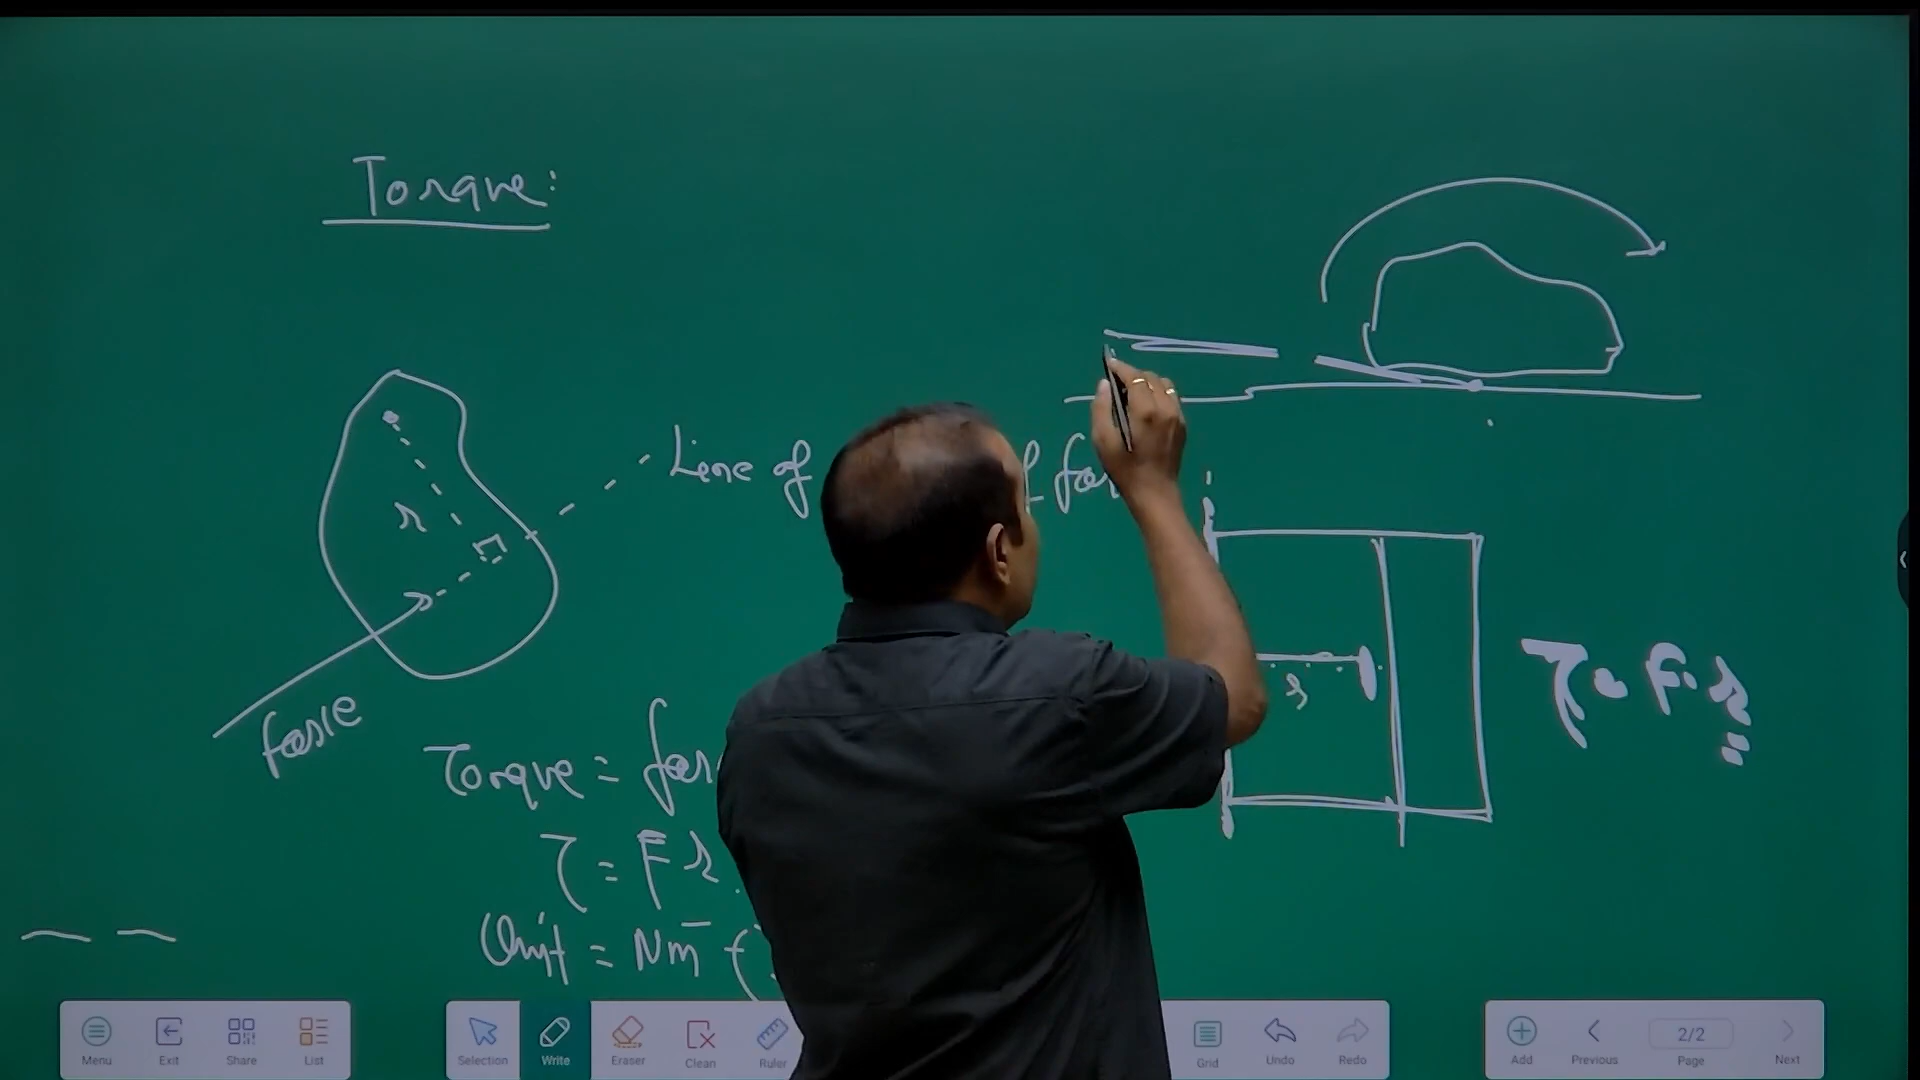 Torque:
r
Line of
force
Torque =
τ = F r
Unit = Nm
r
τ = F. r
Menu
Exit
Share
List
Selection
Write
Eraser
Clean
Ruler
Grid
Undo
Redo
Add
Previous
2/2
Page
Next